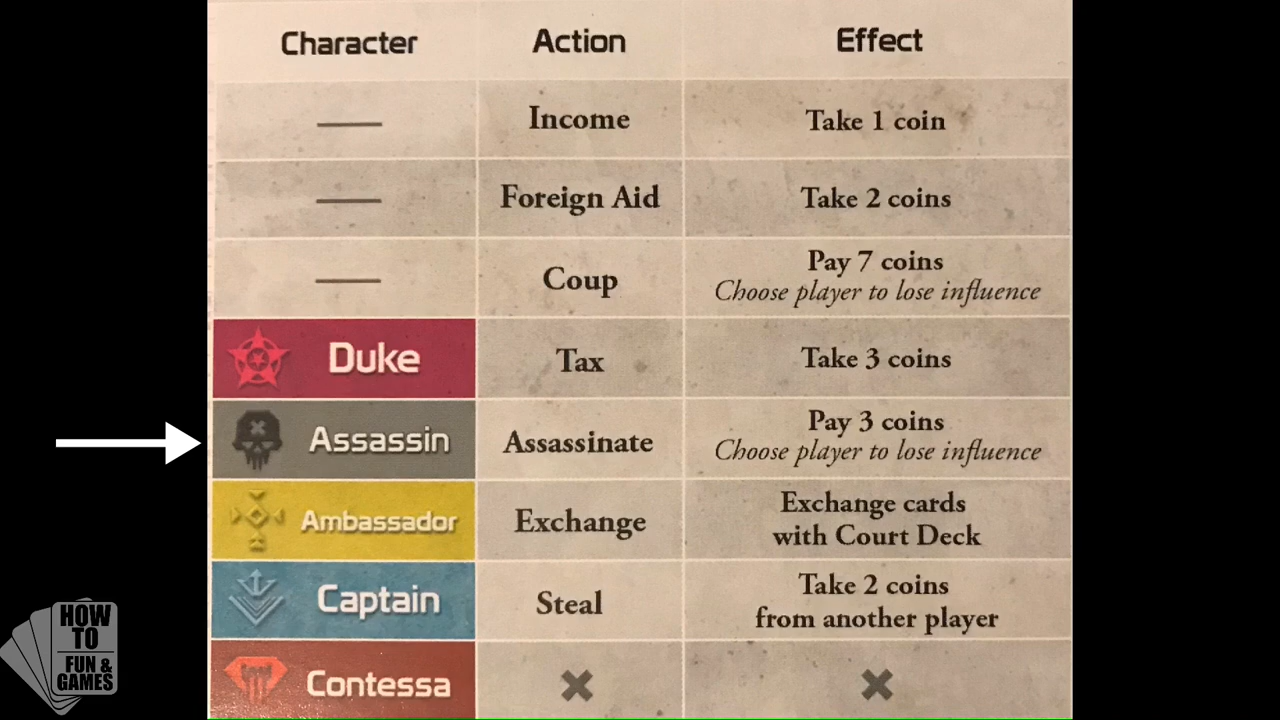 Character Action Effect
— Income Take 1 coin
— Foreign Aid Take 2 coins
— Coup Pay 7 coins
Choose player to lose influence
Duke Tax Take 3 coins
Assassin Assassinate Pay 3 coins
Choose player to lose influence
Ambassador Exchange Exchange cards
with Court Deck
Captain Steal Take 2 coins
from another player
Contessa
HOW
TO
FUN &
GAMES